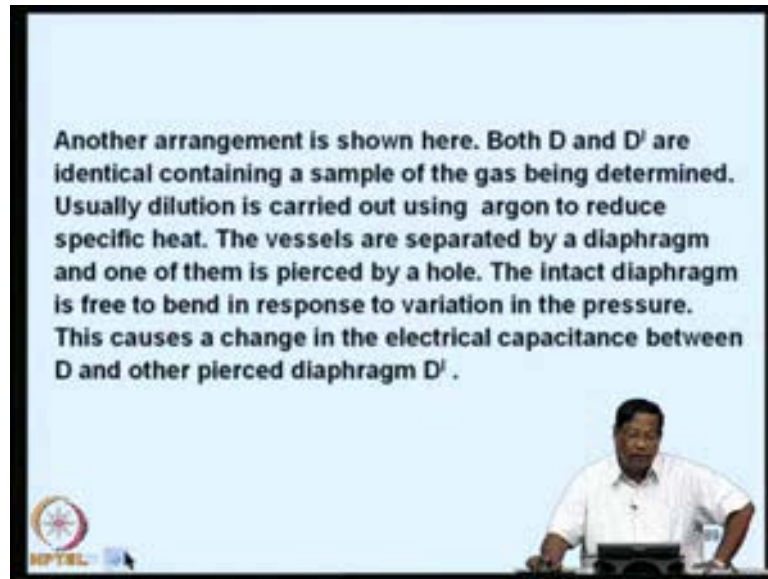 Another arrangement is shown here. Both D and D' are
identical containing a sample of the gas being determined.
Usually dilution is carried out using argon to reduce
specific heat. The vessels are separated by a diaphragm
and one of them is pierced by a hole. The intact diaphragm
is free to bend in response to variation in the pressure.
This causes a change in the electrical capacitance between
D and other pierced diaphragm D' .
NPTEL